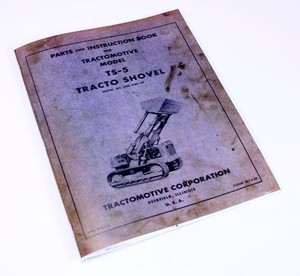 PARTS AND INSTRUCTION BOOK
FOR
TRACTOMOTIVE
MODEL
TS-5
TRACTO SHOVEL
TRACTOMOTIVE CORPORATION
DEERFIELD, ILLINOIS
U. S. A.